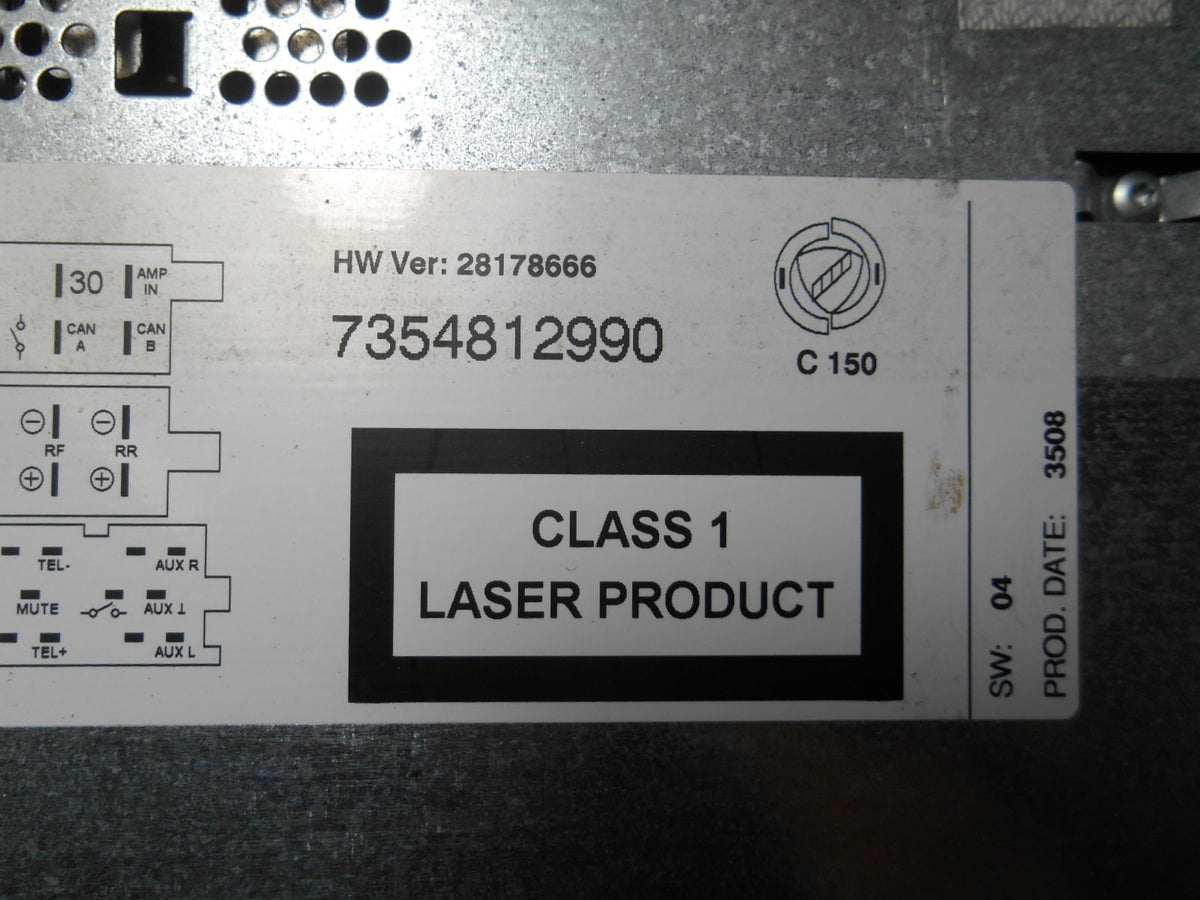 30
AMP
IN
CAN
A
CAN
B
RF
RR
TEL-
AUX R
MUTE
AUX ⊥
TEL+
AUX L
HW Ver: 28178666
7354812990
C 150
CLASS 1
LASER PRODUCT
SW: 04
PROD. DATE: 3508